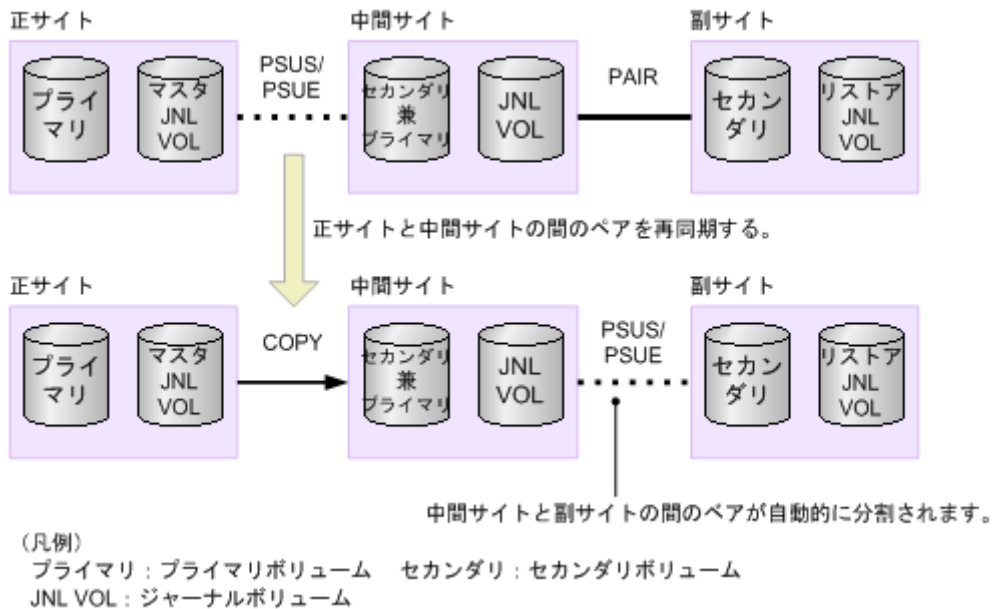 正サイト
中間サイト
副サイト
プライ
マリ
マスタ
JNL
VOL
PSUS/
PSUE
セカンダリ
兼
プライマリ
JNL
VOL
PAIR
セカン
ダリ
リストア
JNL
VOL
正サイトと中間サイトの間のペアを再同期する。
正サイト
中間サイト
副サイト
プライ
マリ
マスタ
JNL
VOL
COPY
セカンダリ
兼
プライマリ
JNL
VOL
PSUS/
PSUE
セカン
ダリ
リストア
JNL
VOL
中間サイトと副サイトの間のペアが自動的に分割されます。
（凡例）
プライマリ：プライマリボリューム　セカンダリ：セカンダリボリューム
JNL VOL：ジャーナルボリューム